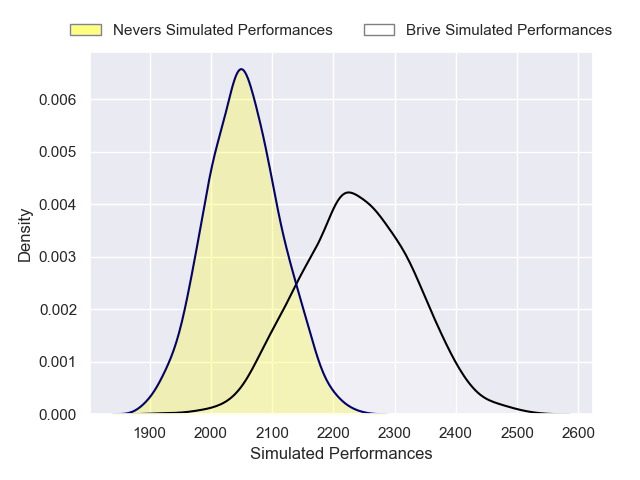 Nevers Simulated Performances Brive Simulated Performances
0.006
0.005
0.004
0.003
0.002
0.001
0.000
Density
1900 2000 2100 2200 2300 2400 2500 2600
Simulated Performances